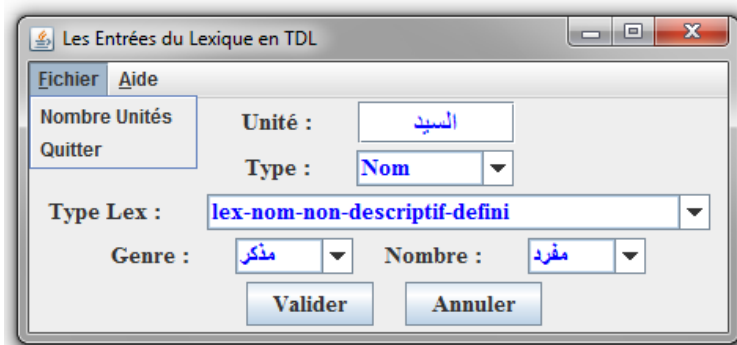 Les Entrées du Lexique en TDL
Fichier Aide
Nombre Unités
Quitter
Unité : السيد
Type : Nom
Type Lex : lex-nom-non-descriptif-defini
Genre : مذكر Nombre : مفرد
Valider Annuler